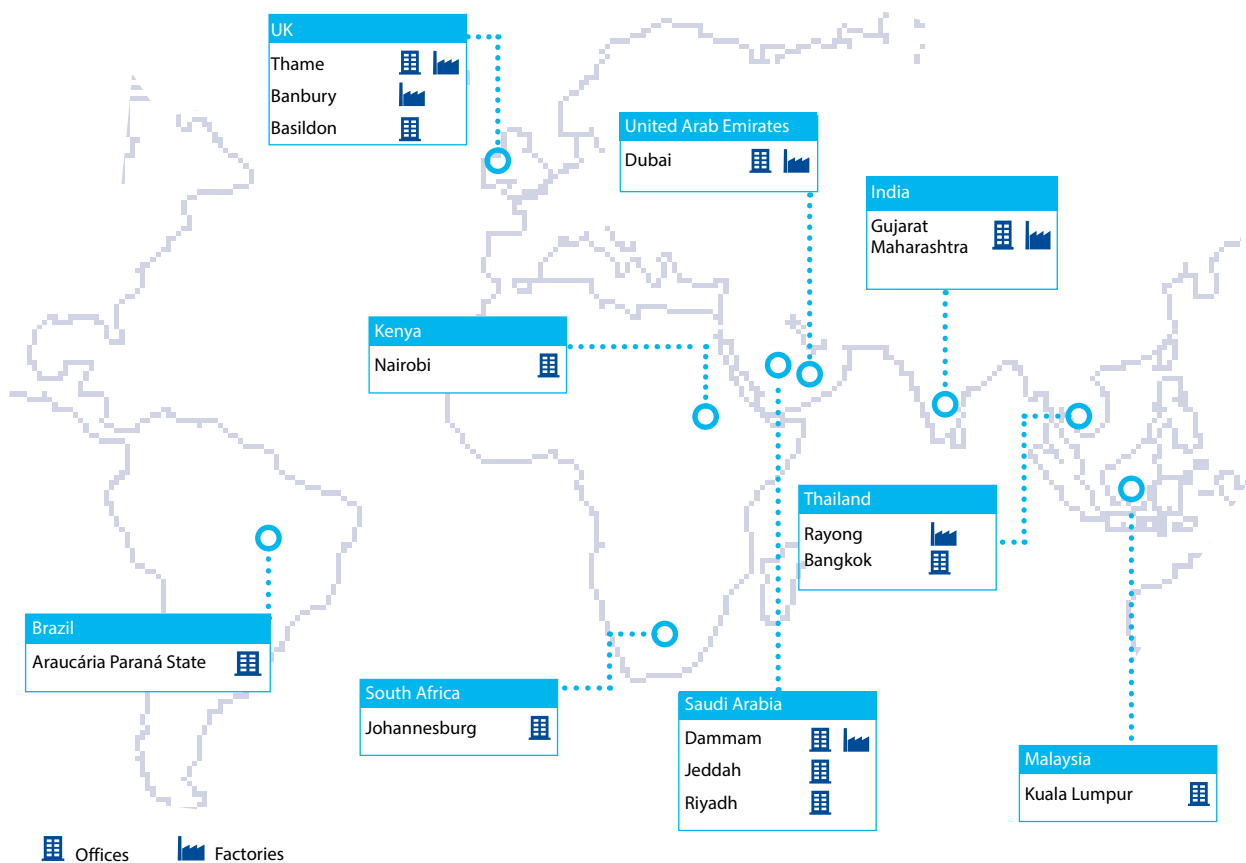 UK
Thame
Banbury
Basildon
United Arab Emirates
Dubai
India
Gujarat
Maharashtra
Kenya
Nairobi
Thailand
Rayong
Bangkok
Brazil
Araucária Paraná State
South Africa
Johannesburg
Saudi Arabia
Dammam
Jeddah
Riyadh
Malaysia
Kuala Lumpur
Offices
Factories